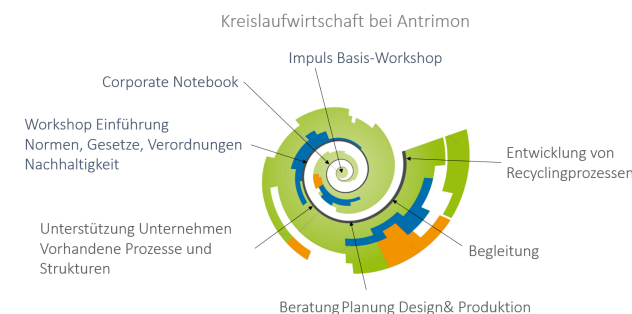 Kreislaufwirtschaft bei Antrimon
Impuls Basis-Workshop
Corporate Notebook
Workshop Einführung
Normen, Gesetze, Verordnungen
Nachhaltigkeit
Entwicklung von
Recyclingprozessen
Unterstützung Unternehmen
Vorhandene Prozesse und
Strukturen
Begleitung
Beratung Planung Design& Produktion